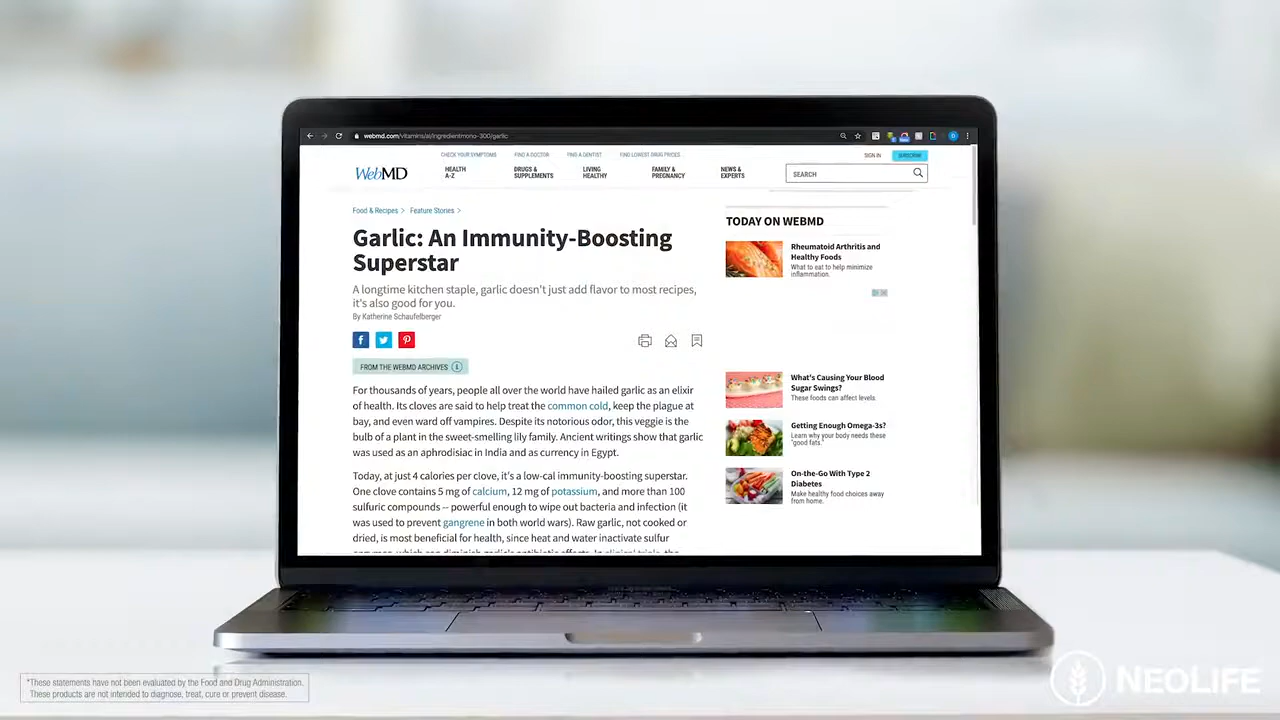 webmd.com/vitamins/ai/ingredientmono-300/garlic
CHECK YOUR SYMPTOMS FIND A DOCTOR FIND A DENTIST FIND LOWEST DRUG PRICES
SIGN IN SUBSCRIBE
WebMD
HEALTH
A-Z
DRUGS &
SUPPLEMENTS
LIVING
HEALTHY
FAMILY &
PREGNANCY
NEWS &
EXPERTS
SEARCH
Food & Recipes > Feature Stories >
Garlic: An Immunity-Boosting
Superstar
A longtime kitchen staple, garlic doesn't just add flavor to most recipes,
it's also good for you.
By Katherine Schaufelberger
FROM THE WEBMD ARCHIVES
For thousands of years, people all over the world have hailed garlic as an elixir
of health. Its cloves are said to help treat the common cold, keep the plague at
bay, and even ward off vampires. Despite its notorious odor, this veggie is the
bulb of a plant in the sweet-smelling lily family. Ancient writings show that garlic
was used as an aphrodisiac in India and as currency in Egypt.
Today, at just 4 calories per clove, it's a low-cal immunity-boosting superstar.
One clove contains 5 mg of calcium, 12 mg of potassium, and more than 100
sulfuric compounds -- powerful enough to wipe out bacteria and infection (it
was used to prevent gangrene in both world wars). Raw garlic, not cooked or
dried, is most beneficial for health, since heat and water inactivate sulfur
TODAY ON WEBMD
Rheumatoid Arthritis and
Healthy Foods
What to eat to help minimize
inflammation.
What's Causing Your Blood
Sugar Swings?
These foods can affect levels.
Getting Enough Omega-3s?
Learn why your body needs these
"good fats."
On-the-Go With Type 2
Diabetes
Make healthy food choices away
from home.
*These statements have not been evaluated by the Food and Drug Administration.
These products are not intended to diagnose, treat, cure or prevent disease.
NEOLIFE